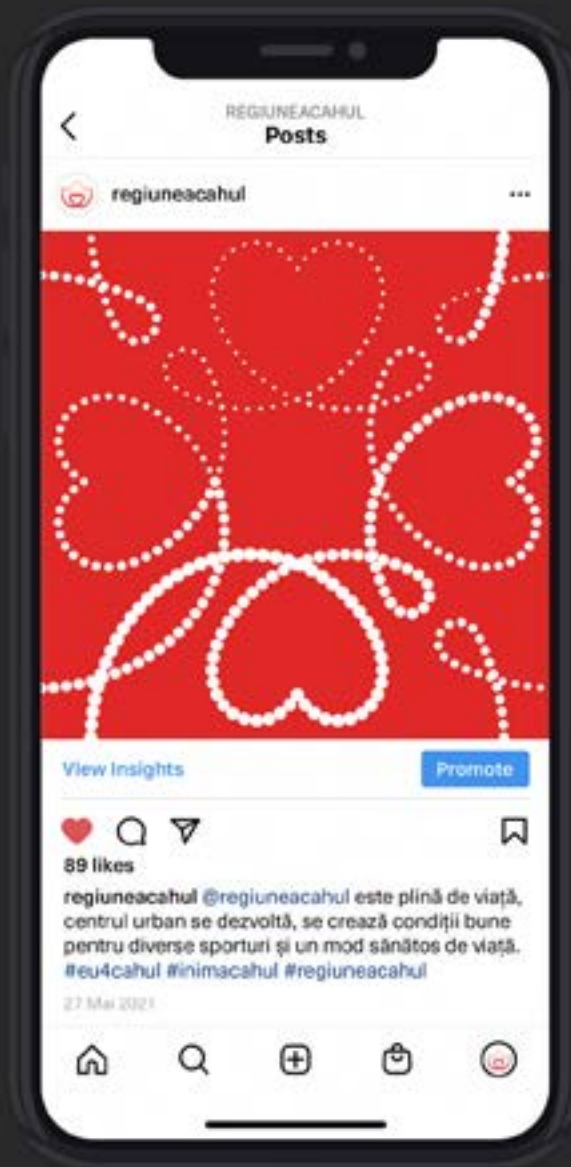 REGIUNEACAHUL
Posts
regiuneacahul
View Insights
Promote
89 likes
regiuneacahul @regiuneacahul este plină de viață,
centrul urban se dezvoltă, se crează condiții bune
pentru diverse sporturi și un mod sănătos de viață.
#eu4cahul #inimacahul #regiuneacahul
27 Mai 2021